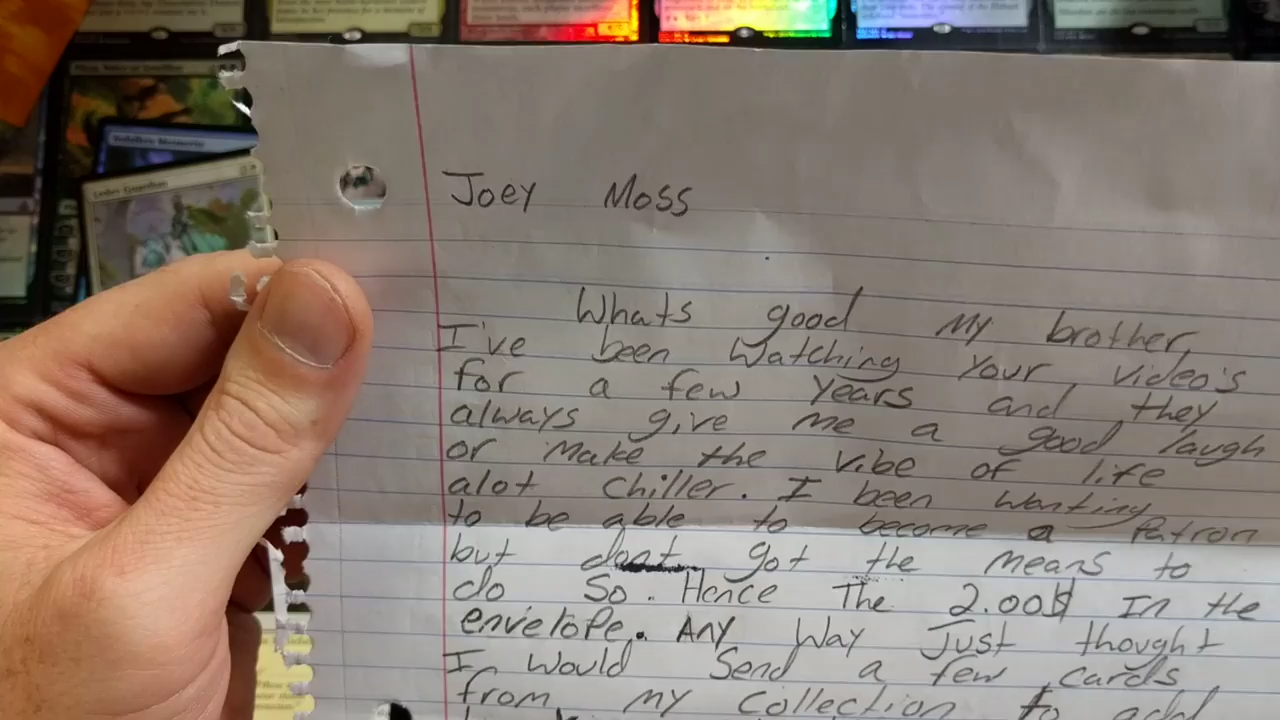 Joey Moss
Whats good my brother,
I've been watching your video's
for a few years and they
always give me a good laugh
or make the vibe of life
alot chiller. I been wanting
to be able to become a Patron
but dont got the means to
do so. Hence The 2.00$ In the
envelope. Any way just thought
I would send a few cards
from my collection to add